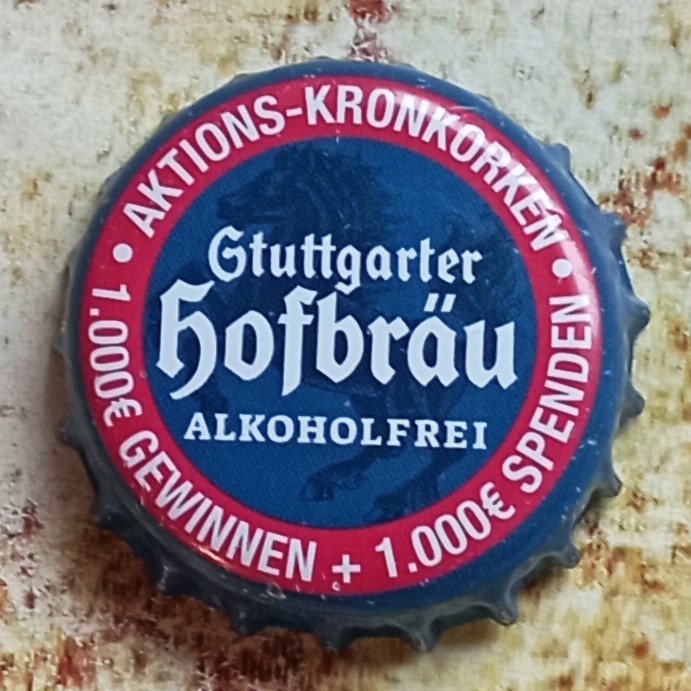 • AKTIONS-KRONKORKEN •
Stuttgarter
Hofbräu
ALKOHOLFREI
1.000€ GEWINNEN + 1.000€ SPENDEN